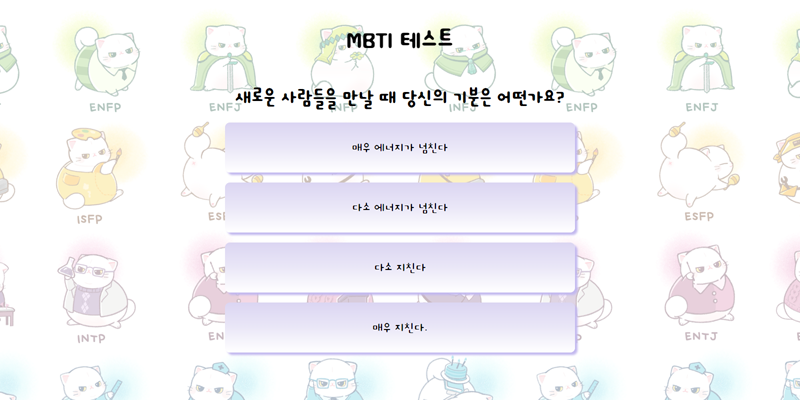 MBTI 테스트
ENFP
ENFJ
INFP
INFJ
ENFP
ENFJ
새로운 사람들을 만날 때 당신의 기분은 어떤가요?
매우 에너지가 넘친다
ISFP
ESFP
다소 에너지가 넘친다
다소 지친다
INTP
ENTJ
매우 지친다.